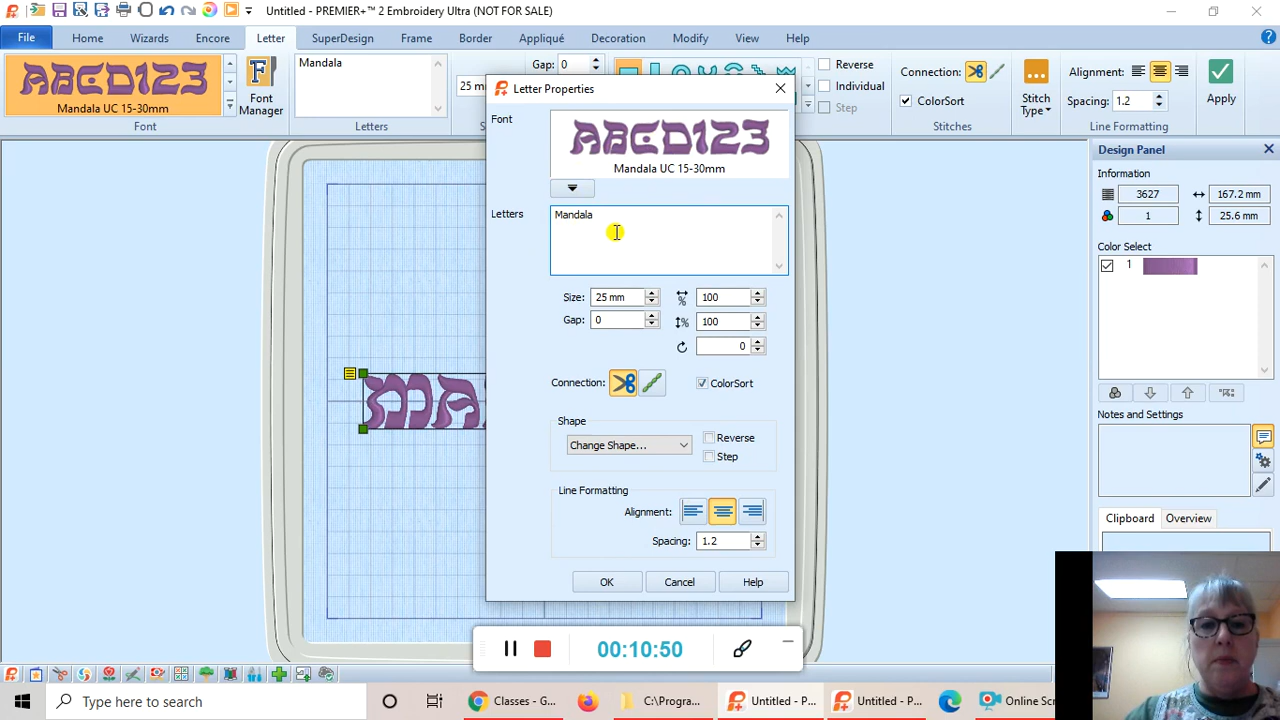 Untitled - PREMIER+™ 2 Embroidery Ultra (NOT FOR SALE)
File Home Wizards Encore Letter SuperDesign Frame Border Appliqué Decoration Modify View Help
ABCD123
Mandala UC 15-30mm
Font
Font Manager
Mandala
Letters
Gap: 0
Reverse
Individual
Step
Connection:
ColorSort
Stitches
Stitch Type
Alignment:
Spacing: 1.2
Line Formatting
Apply
Letter Properties
Font
ABCD123
Mandala UC 15-30mm
Letters
Mandala
Size: 25 mm 100
Gap: 0 100
0
Connection: ColorSort
Shape
Change Shape... Reverse
Step
Line Formatting
Alignment:
Spacing: 1.2
OK Cancel Help
Design Panel
Information
3627 167.2 mm
1 25.6 mm
Color Select
1
Notes and Settings
Clipboard Overview
00:10:50
Type here to search
Classes - G...
C:\Progra...
Untitled - P...
Untitled - P...
Online Scr